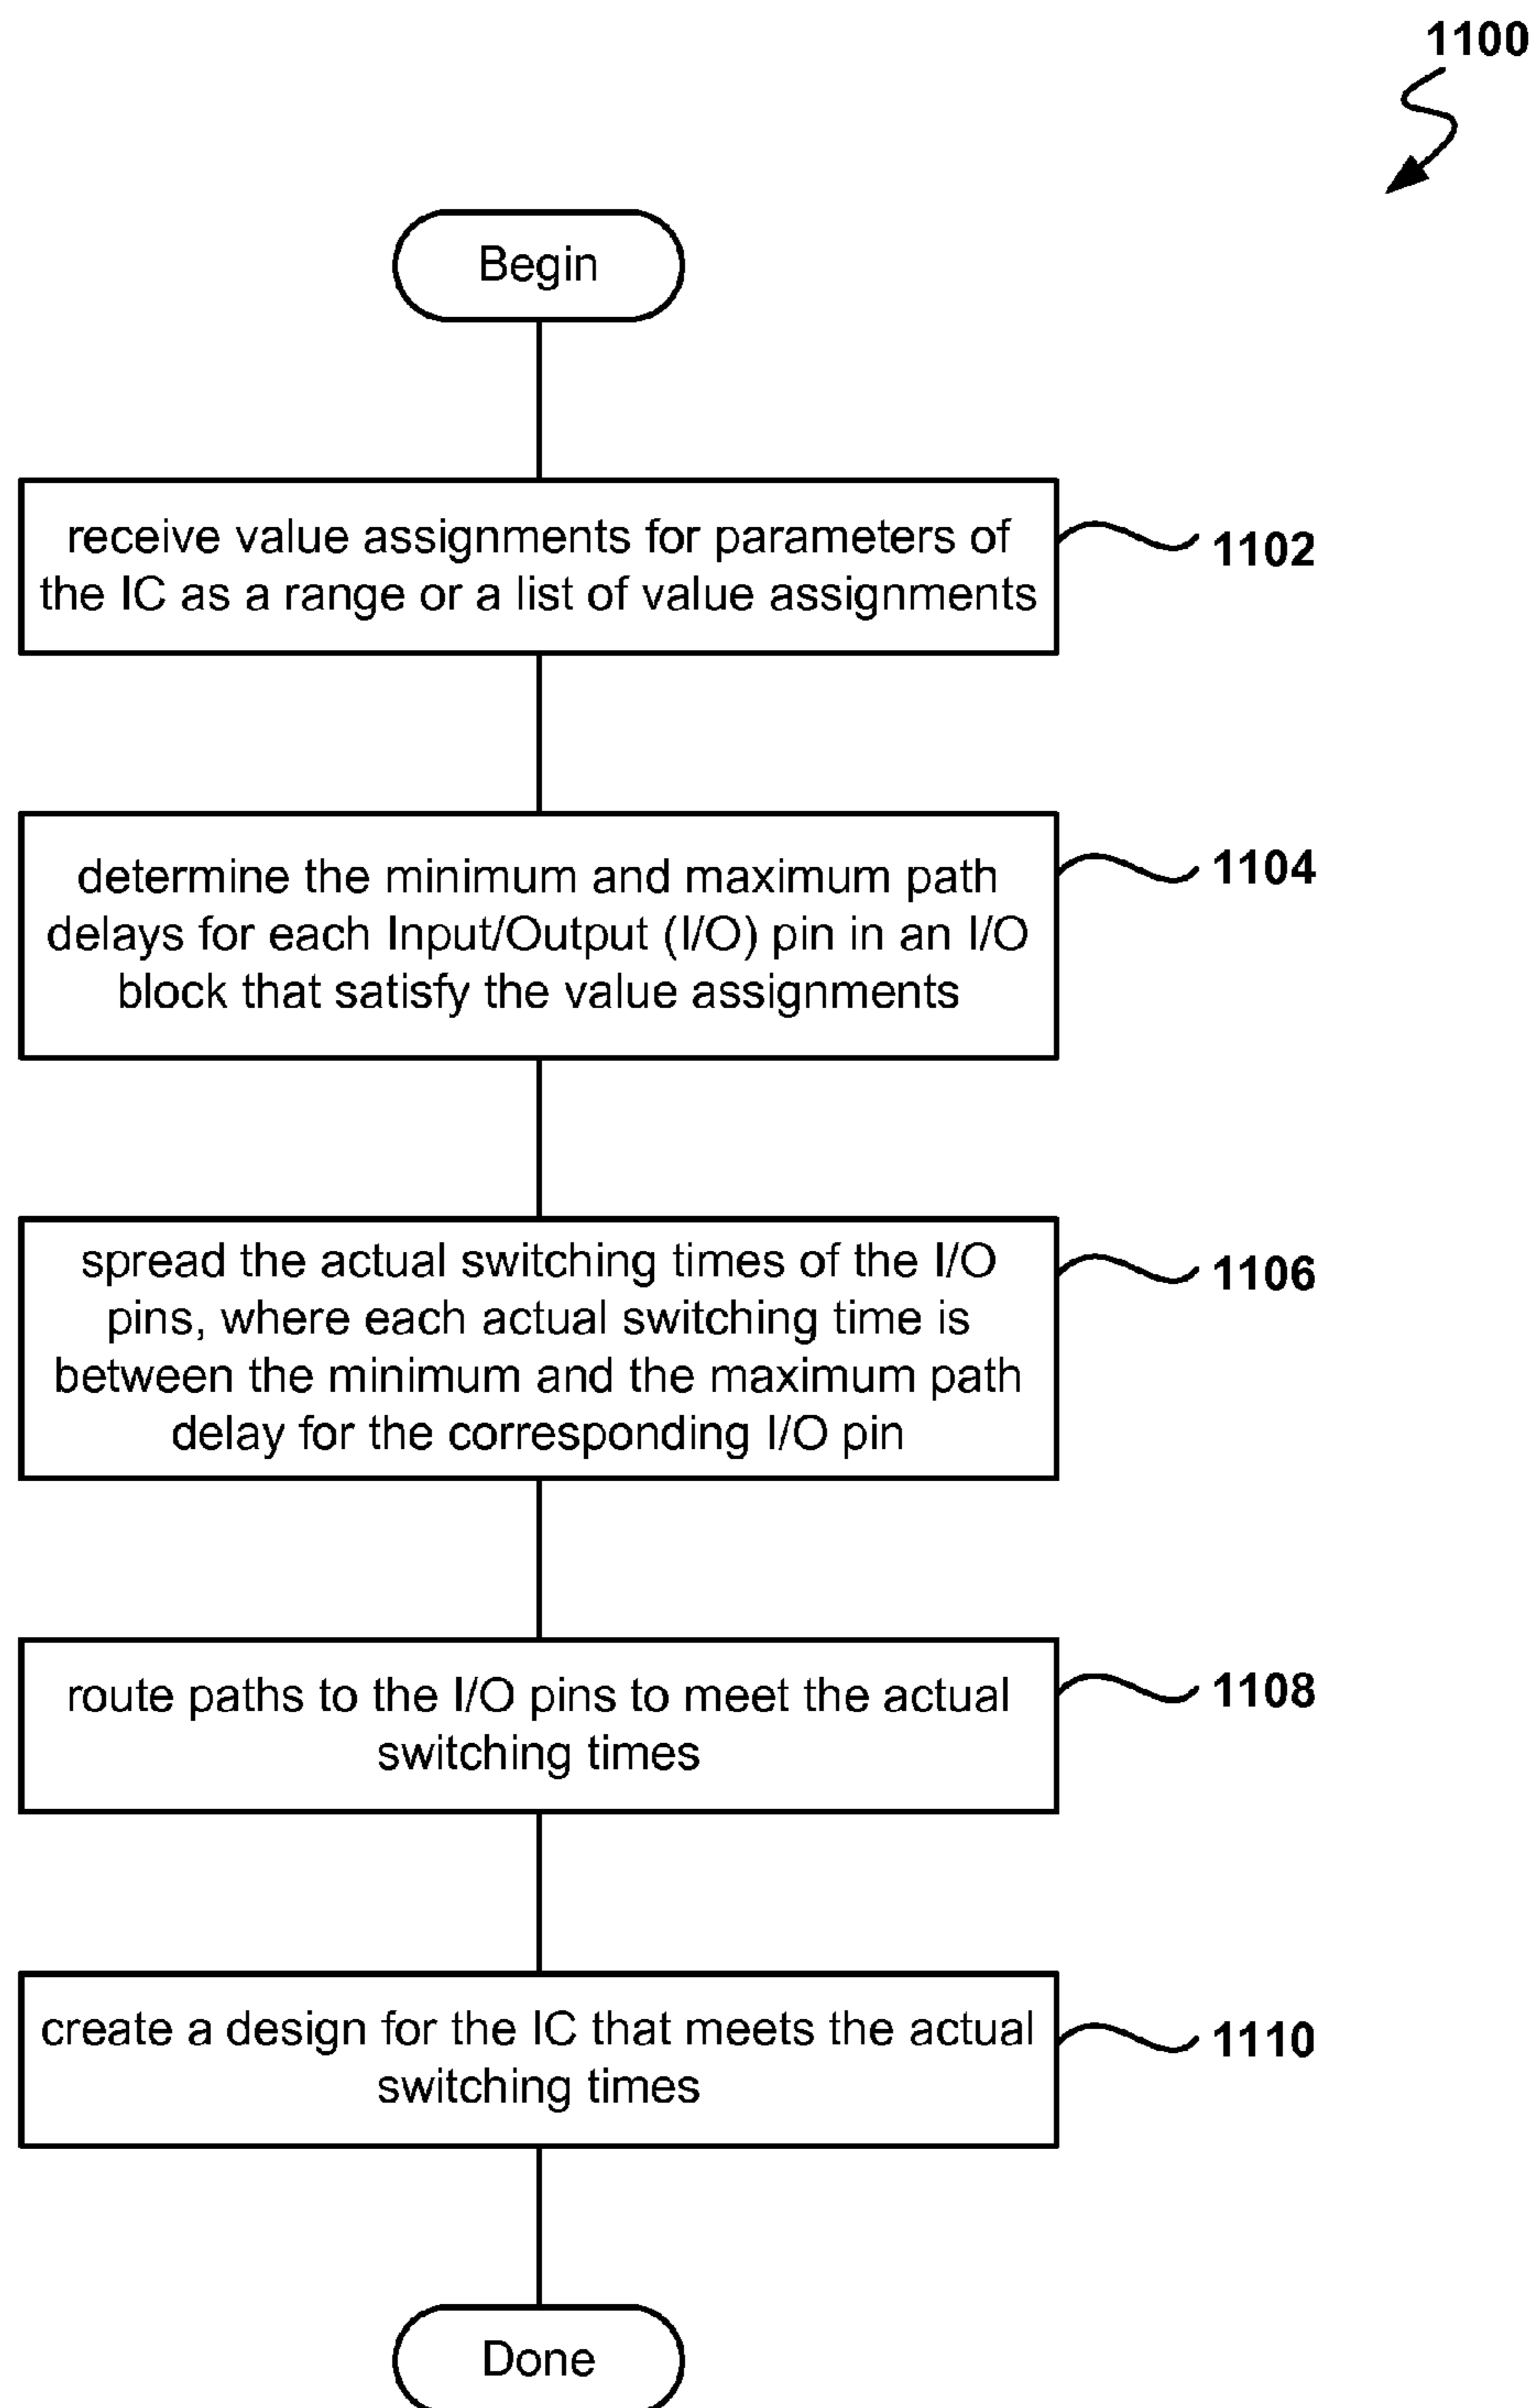 1100
Begin
receive value assignments for parameters of
the IC as a range or a list of value assignments
1102
determine the minimum and maximum path
delays for each Input/Output (I/O) pin in an I/O
block that satisfy the value assignments
1104
spread the actual switching times of the I/O
pins, where each actual switching time is
between the minimum and the maximum path
delay for the corresponding I/O pin
1106
route paths to the I/O pins to meet the actual
switching times
1108
create a design for the IC that meets the actual
switching times
1110
Done